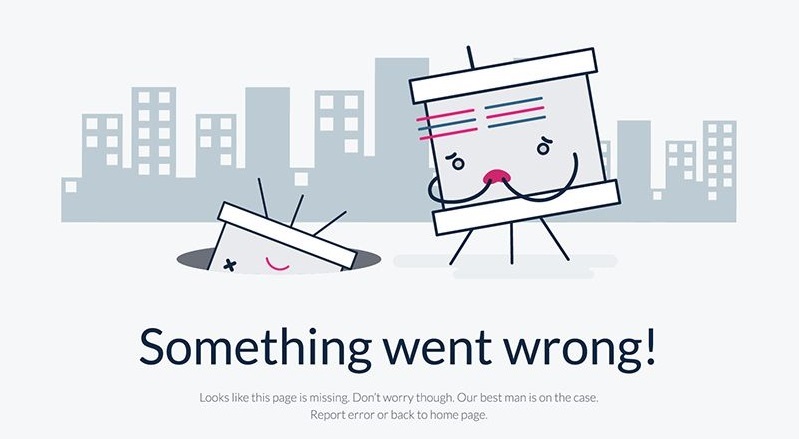 Something went wrong!
Looks like this page is missing. Don't worry though. Our best man is on the case.
Report error or back to home page.